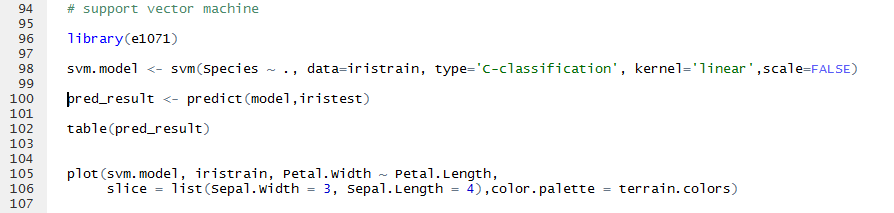 94 # support vector machine
95
96 library(e1071)
97
98 svm.model <- svm(Species ~ ., data=iristrain, type='C-classification', kernel='linear',scale=FALSE)
99
100 pred_result <- predict(model,iristest)
101
102 table(pred_result)
103
104
105 plot(svm.model, iristrain, Petal.Width ~ Petal.Length,
106 slice = list(Sepal.Width = 3, Sepal.Length = 4),color.palette = terrain.colors)
107